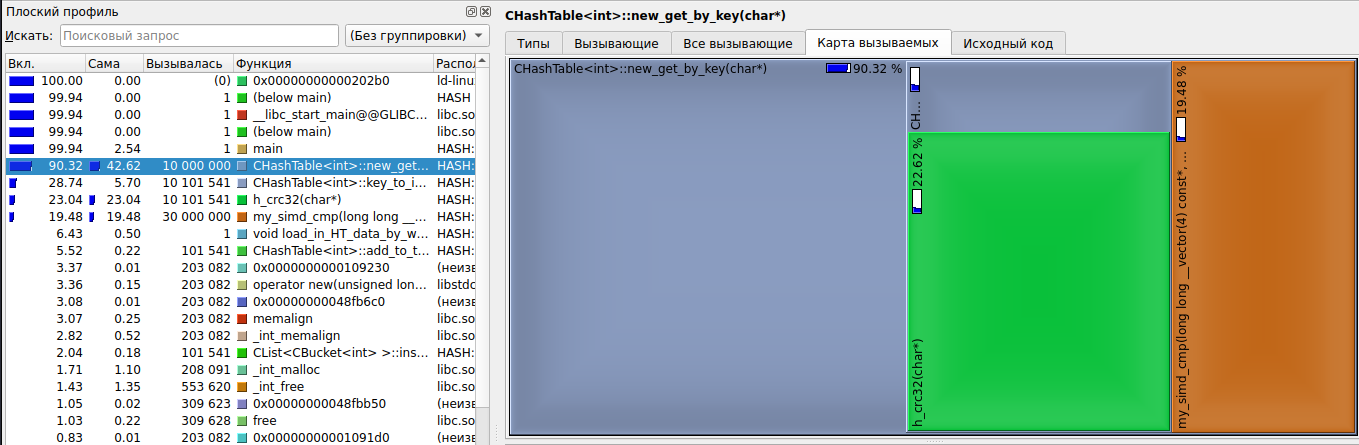 Плоский профиль
Искать: Поисковый запрос (Без группировки)
Вкл. Сама Вызывалась Функция Распол
100.00 0.00 (0) 0x00000000000202b0 ld-linu
99.94 0.00 1 (below main) HASH
99.94 0.00 1 __libc_start_main@@GLIBC... libc.so
99.94 0.00 1 (below main) libc.so
99.94 2.54 1 main HASH:
90.32 42.62 10 000 000 CHashTable<int>::new_get... HASH:
28.74 5.70 10 101 541 CHashTable<int>::key_to_i... HASH:
23.04 23.04 10 101 541 h_crc32(char*) HASH:
19.48 19.48 30 000 000 my_simd_cmp(long long __... HASH:
6.43 0.50 1 void load_in_HT_data_by_w... HASH:
5.52 0.22 101 541 CHashTable<int>::add_to_t... HASH:
3.37 0.01 203 082 0x0000000000109230 (неизв
3.36 0.15 203 082 operator new(unsigned lon... libstdc
3.08 0.01 203 082 0x00000000048fb6c0 (неизв
3.07 0.25 203 082 memalign libc.so
2.82 0.52 203 082 _int_memalign libc.so
2.04 0.18 101 541 CList<CBucket<int> >::ins... HASH:
1.71 1.10 208 091 _int_malloc libc.so
1.43 1.35 553 620 _int_free libc.so
1.05 0.02 309 623 0x00000000048fbb50 (неизв
1.03 0.22 309 628 free libc.so
0.83 0.01 203 082 0x00000000001091d0 (неизв
CHashTable<int>::new_get_by_key(char*)
Типы Вызывающие Все вызывающие Карта вызываемых Исходный код
CHashTable<int>::new_get_by_key(char*) 90.32 %
CH...
h_crc32(char*) 22.62 %
my_simd_cmp(long long __vector(4) const*, ... 19.48 %